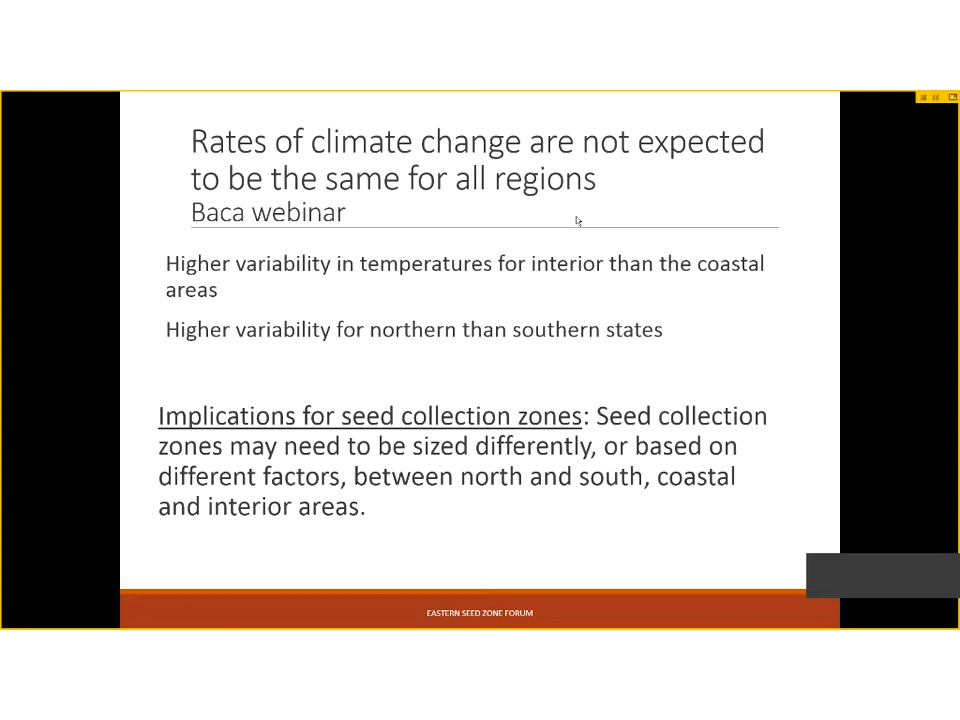 Rates of climate change are not expected
to be the same for all regions
Baca webinar
Higher variability in temperatures for interior than the coastal
areas
Higher variability for northern than southern states
Implications for seed collection zones: Seed collection
zones may need to be sized differently, or based on
different factors, between north and south, coastal
and interior areas.
EASTERN SEED ZONE FORUM